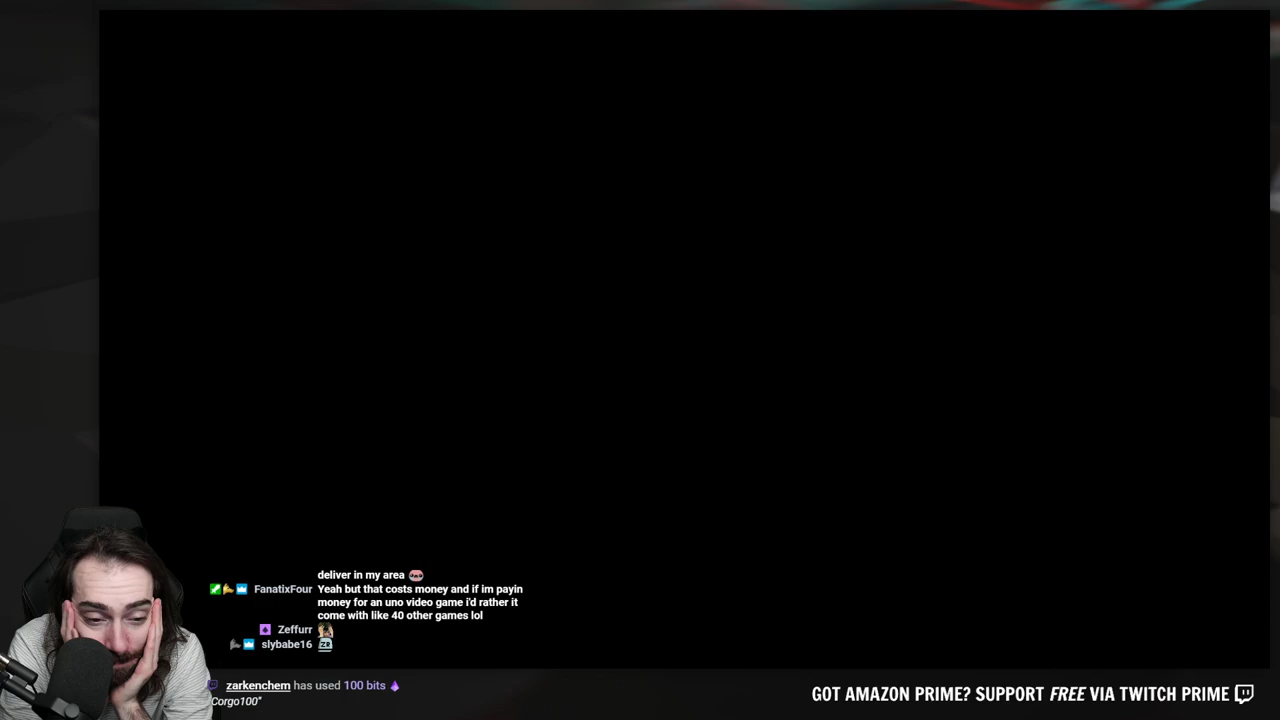 deliver in my area
FanatixFour Yeah but that costs money and if im payin
money for an uno video game i'd rather it
come with like 40 other games lol
Zeffurr
slybabe16
zarkenchem has used 100 bits
Corgo100"
GOT AMAZON PRIME? SUPPORT FREE VIA TWITCH PRIME